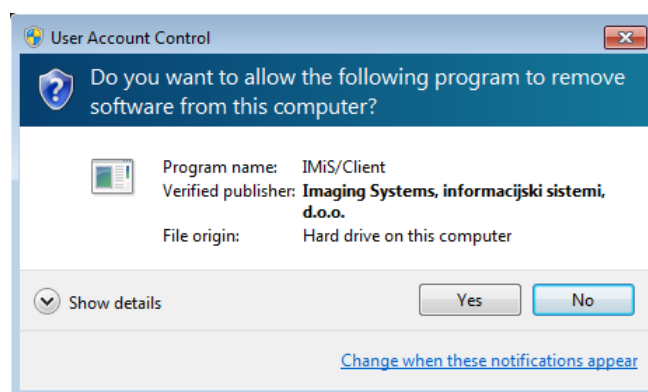 User Account Control
Do you want to allow the following program to remove
software from this computer?
Program name: IMiS/Client
Verified publisher: Imaging Systems, informacijski sistemi,
d.o.o.
File origin: Hard drive on this computer
Show details Yes No
Change when these notifications appear